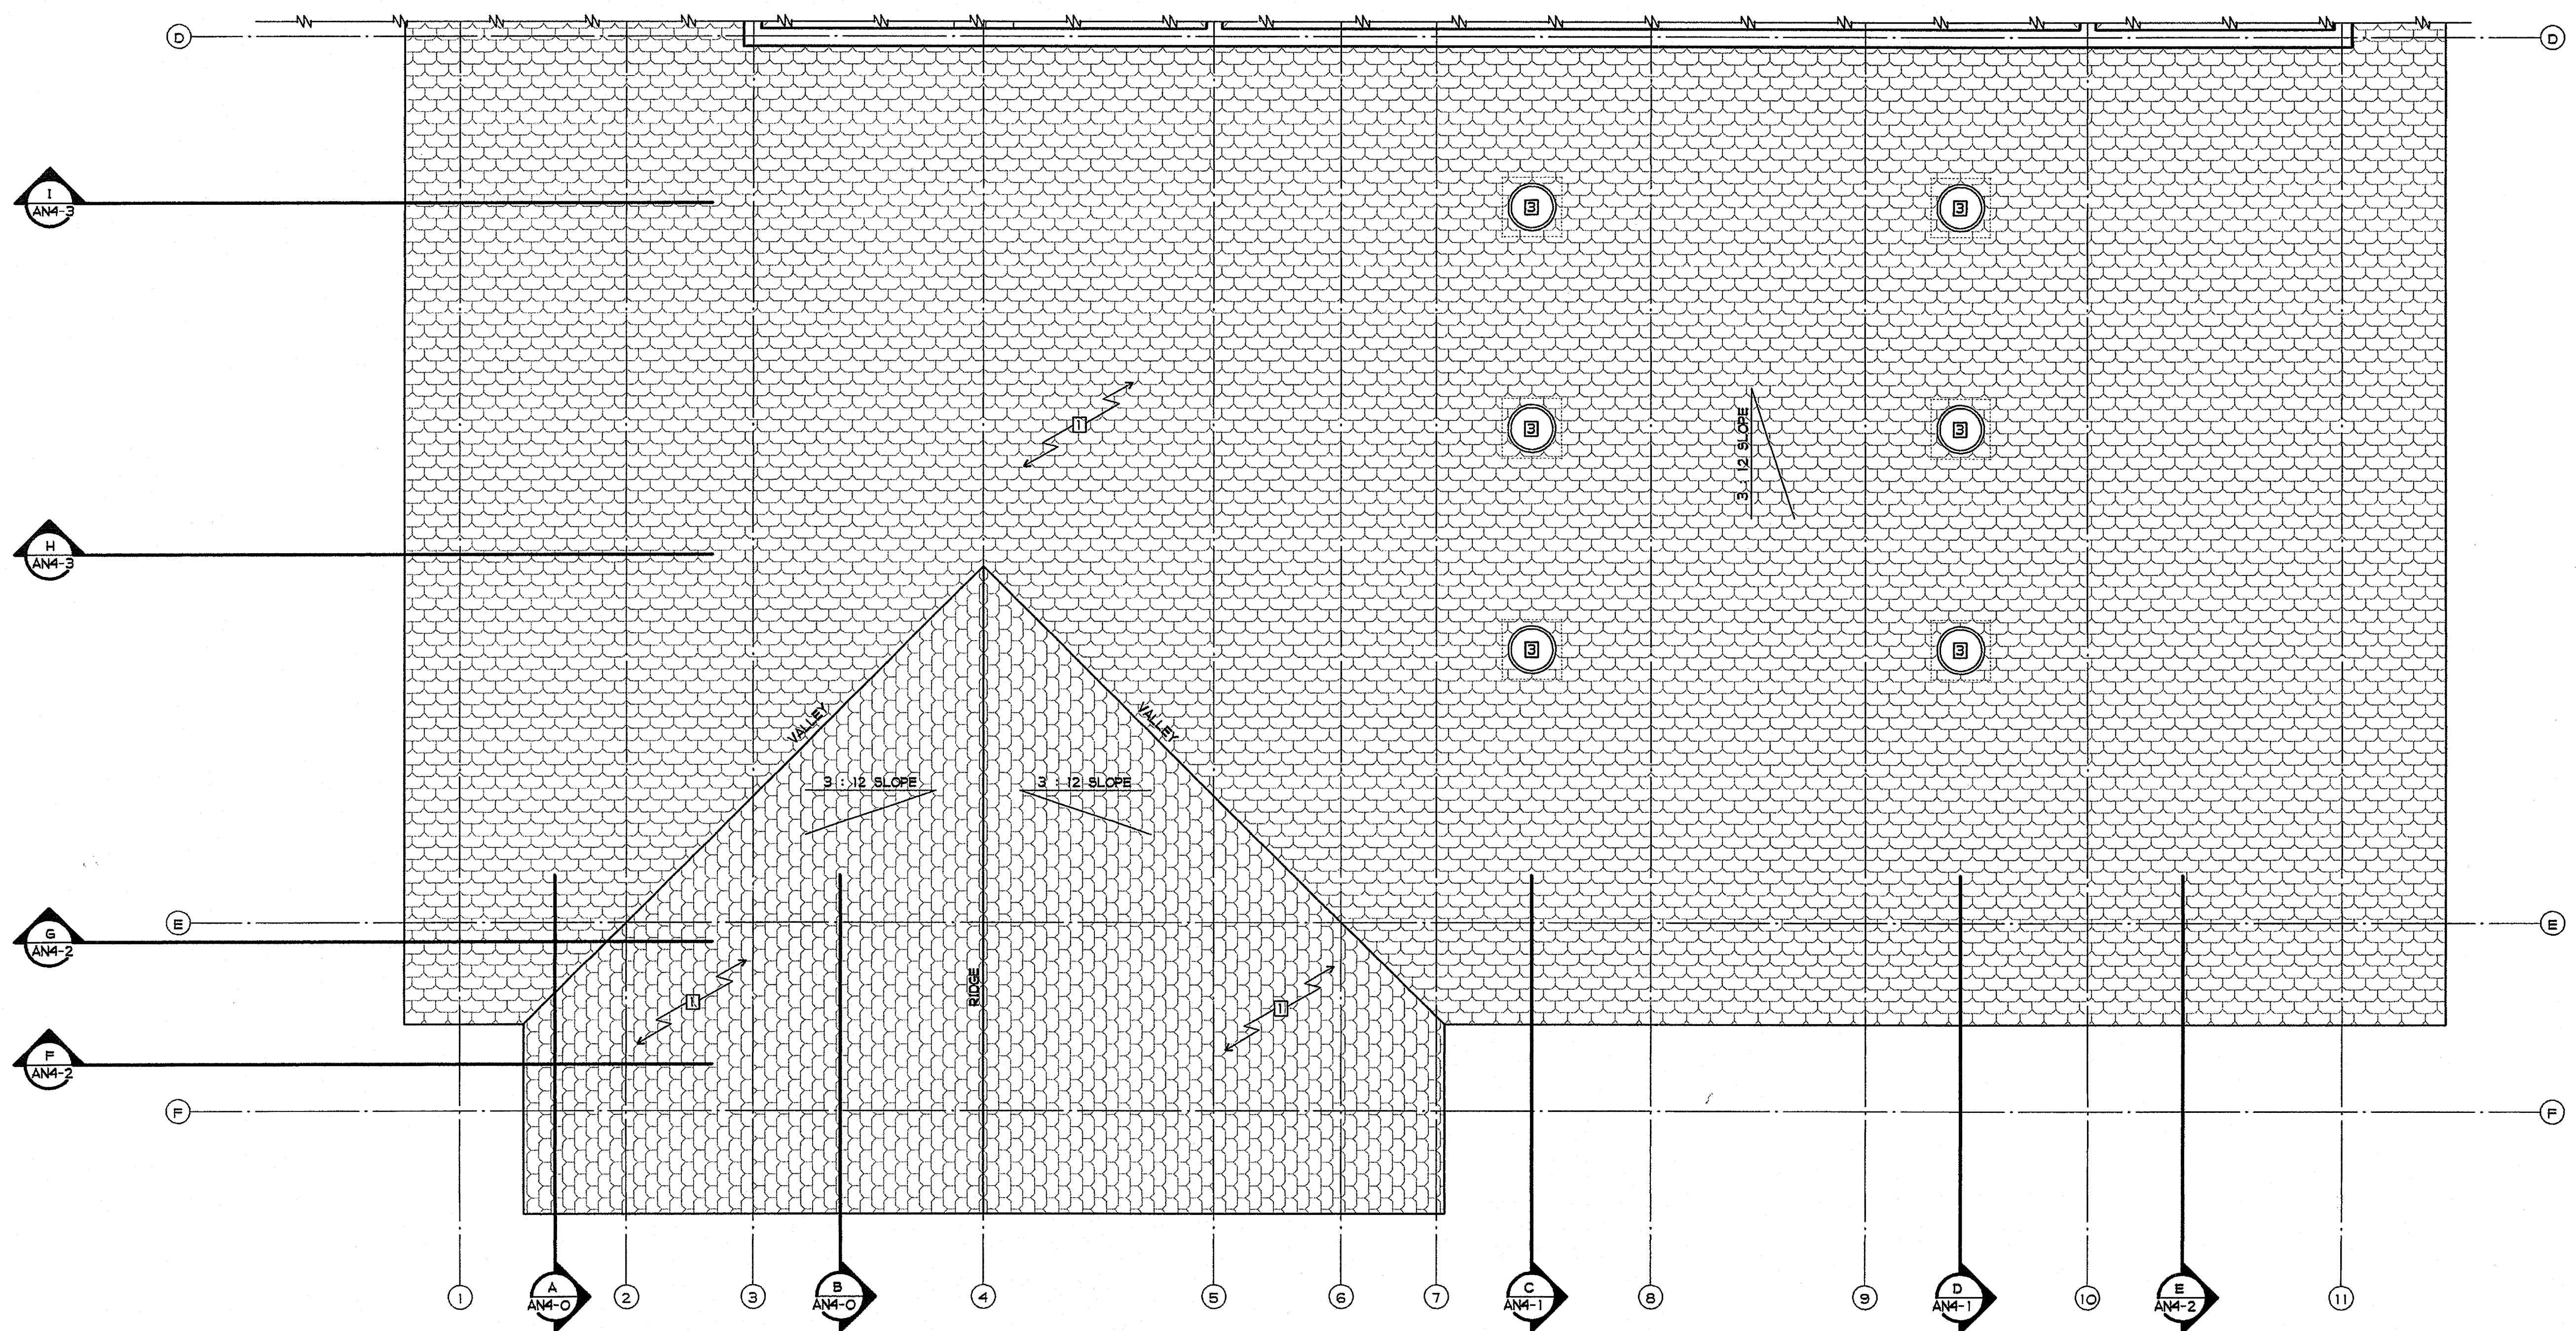 D
D
I
AN4-3
3
3
1
3 : 12 SLOPE
3
3
H
AN4-3
3
3
VALLEY
VALLEY
3 : 12 SLOPE
3 : 12 SLOPE
E
E
G
AN4-2
RIDGE
1
1
F
AN4-2
F
F
1
A
AN4-0
2
3
B
AN4-0
4
5
6
7
C
AN4-1
8
9
D
AN4-1
10
E
AN4-2
11